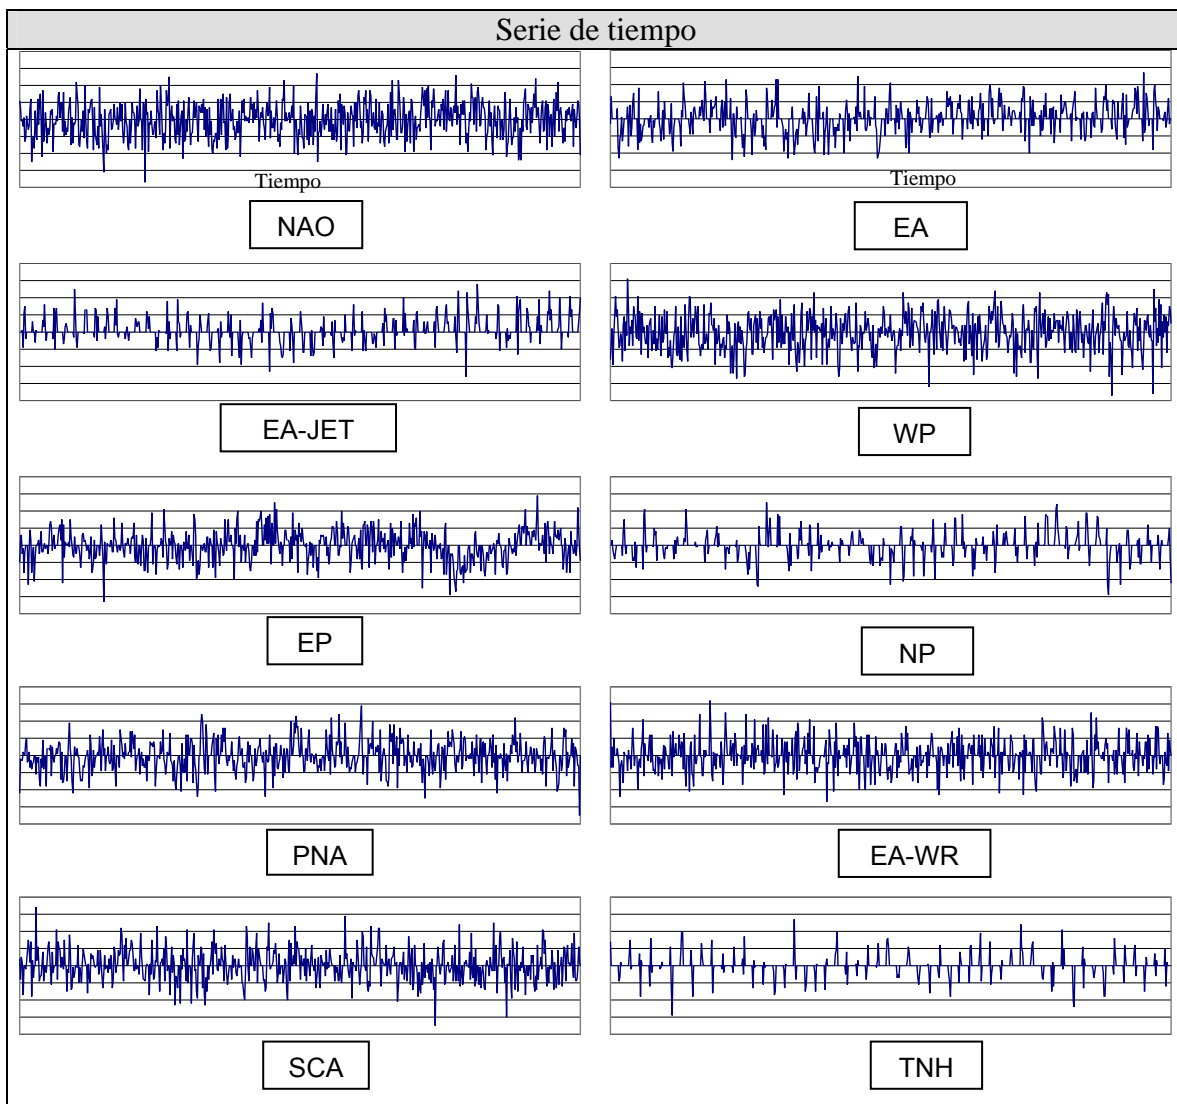 Serie de tiempo
Tiempo
Tiempo
NAO
EA
EA-JET
WP
EP
NP
PNA
EA-WR
SCA
TNH